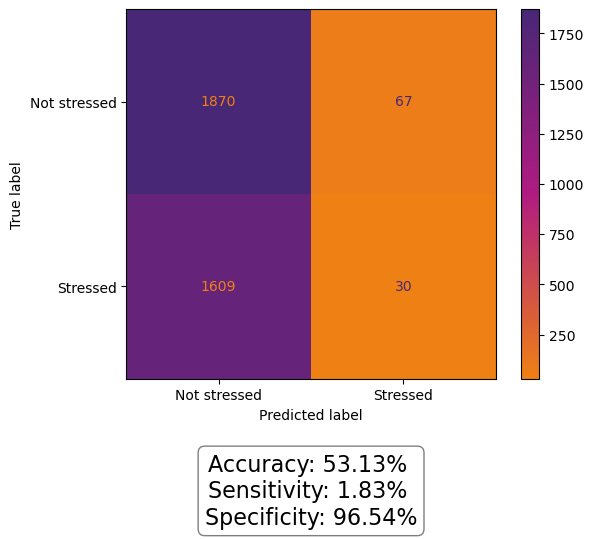 True label
Not stressed
1870
67
Stressed
1609
30
Not stressed
Stressed
Predicted label
1750
1500
1250
1000
750
500
250
Accuracy: 53.13%
Sensitivity: 1.83%
Specificity: 96.54%